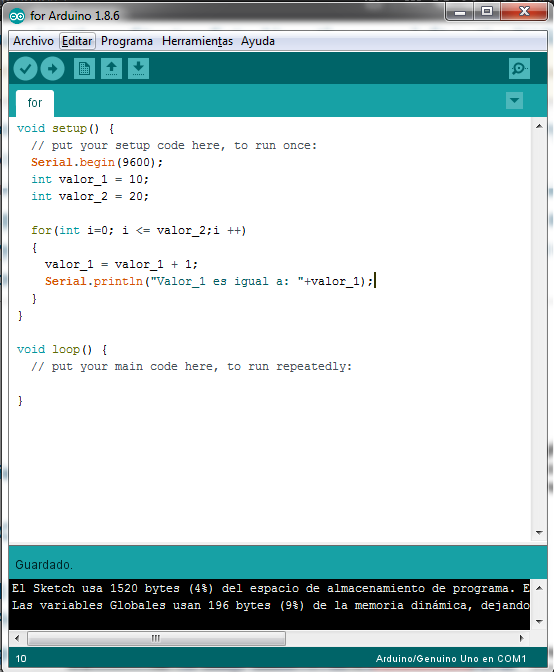 for Arduino 1.8.6
Archivo Editar Programa Herramientas Ayuda
for
void setup() {
  // put your setup code here, to run once:
  Serial.begin(9600);
  int valor_1 = 10;
  int valor_2 = 20;
  for(int i=0; i <= valor_2;i ++)
  {
    valor_1 = valor_1 + 1;
    Serial.println("Valor_1 es igual a: "+valor_1);
  }
}
void loop() {
  // put your main code here, to run repeatedly:
}
Guardado.
El Sketch usa 1520 bytes (4%) del espacio de almacenamiento de programa. E
Las variables Globales usan 196 bytes (9%) de la memoria dinámica, dejando
10 Arduino/Genuino Uno en COM1